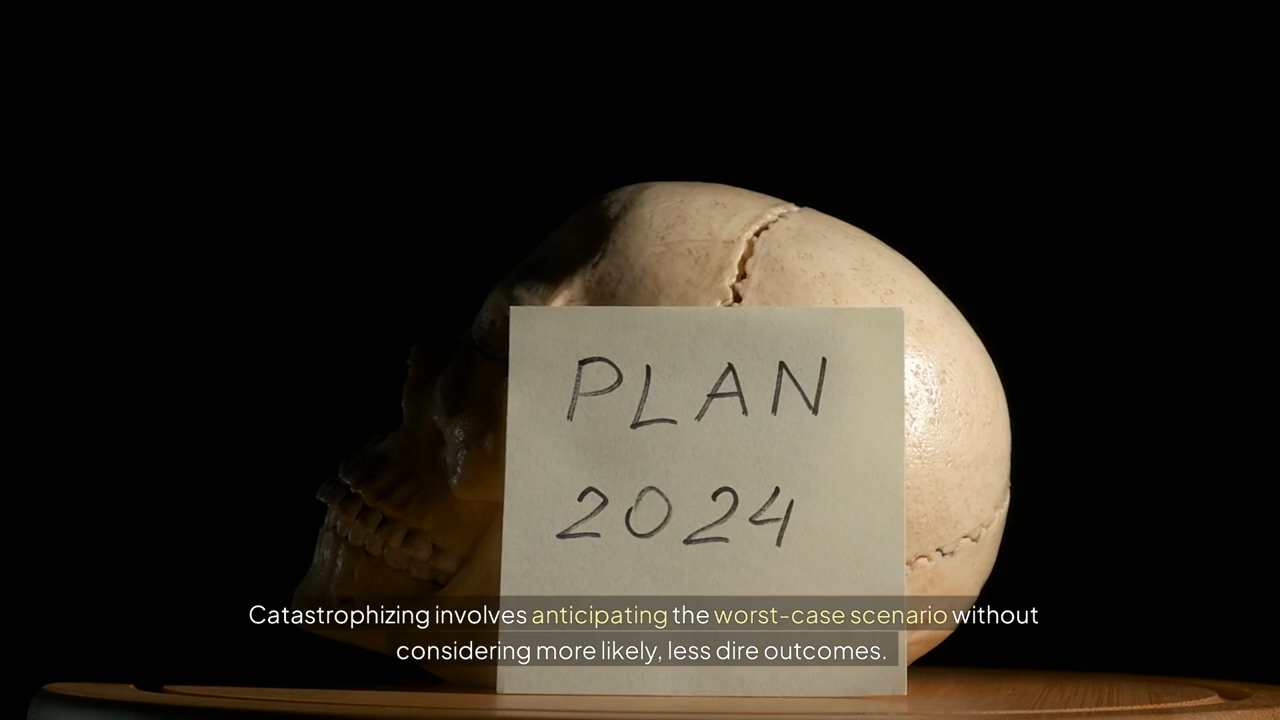 PLAN
2024
Catastrophizing involves anticipating the worst-case scenario without
considering more likely, less dire outcomes.